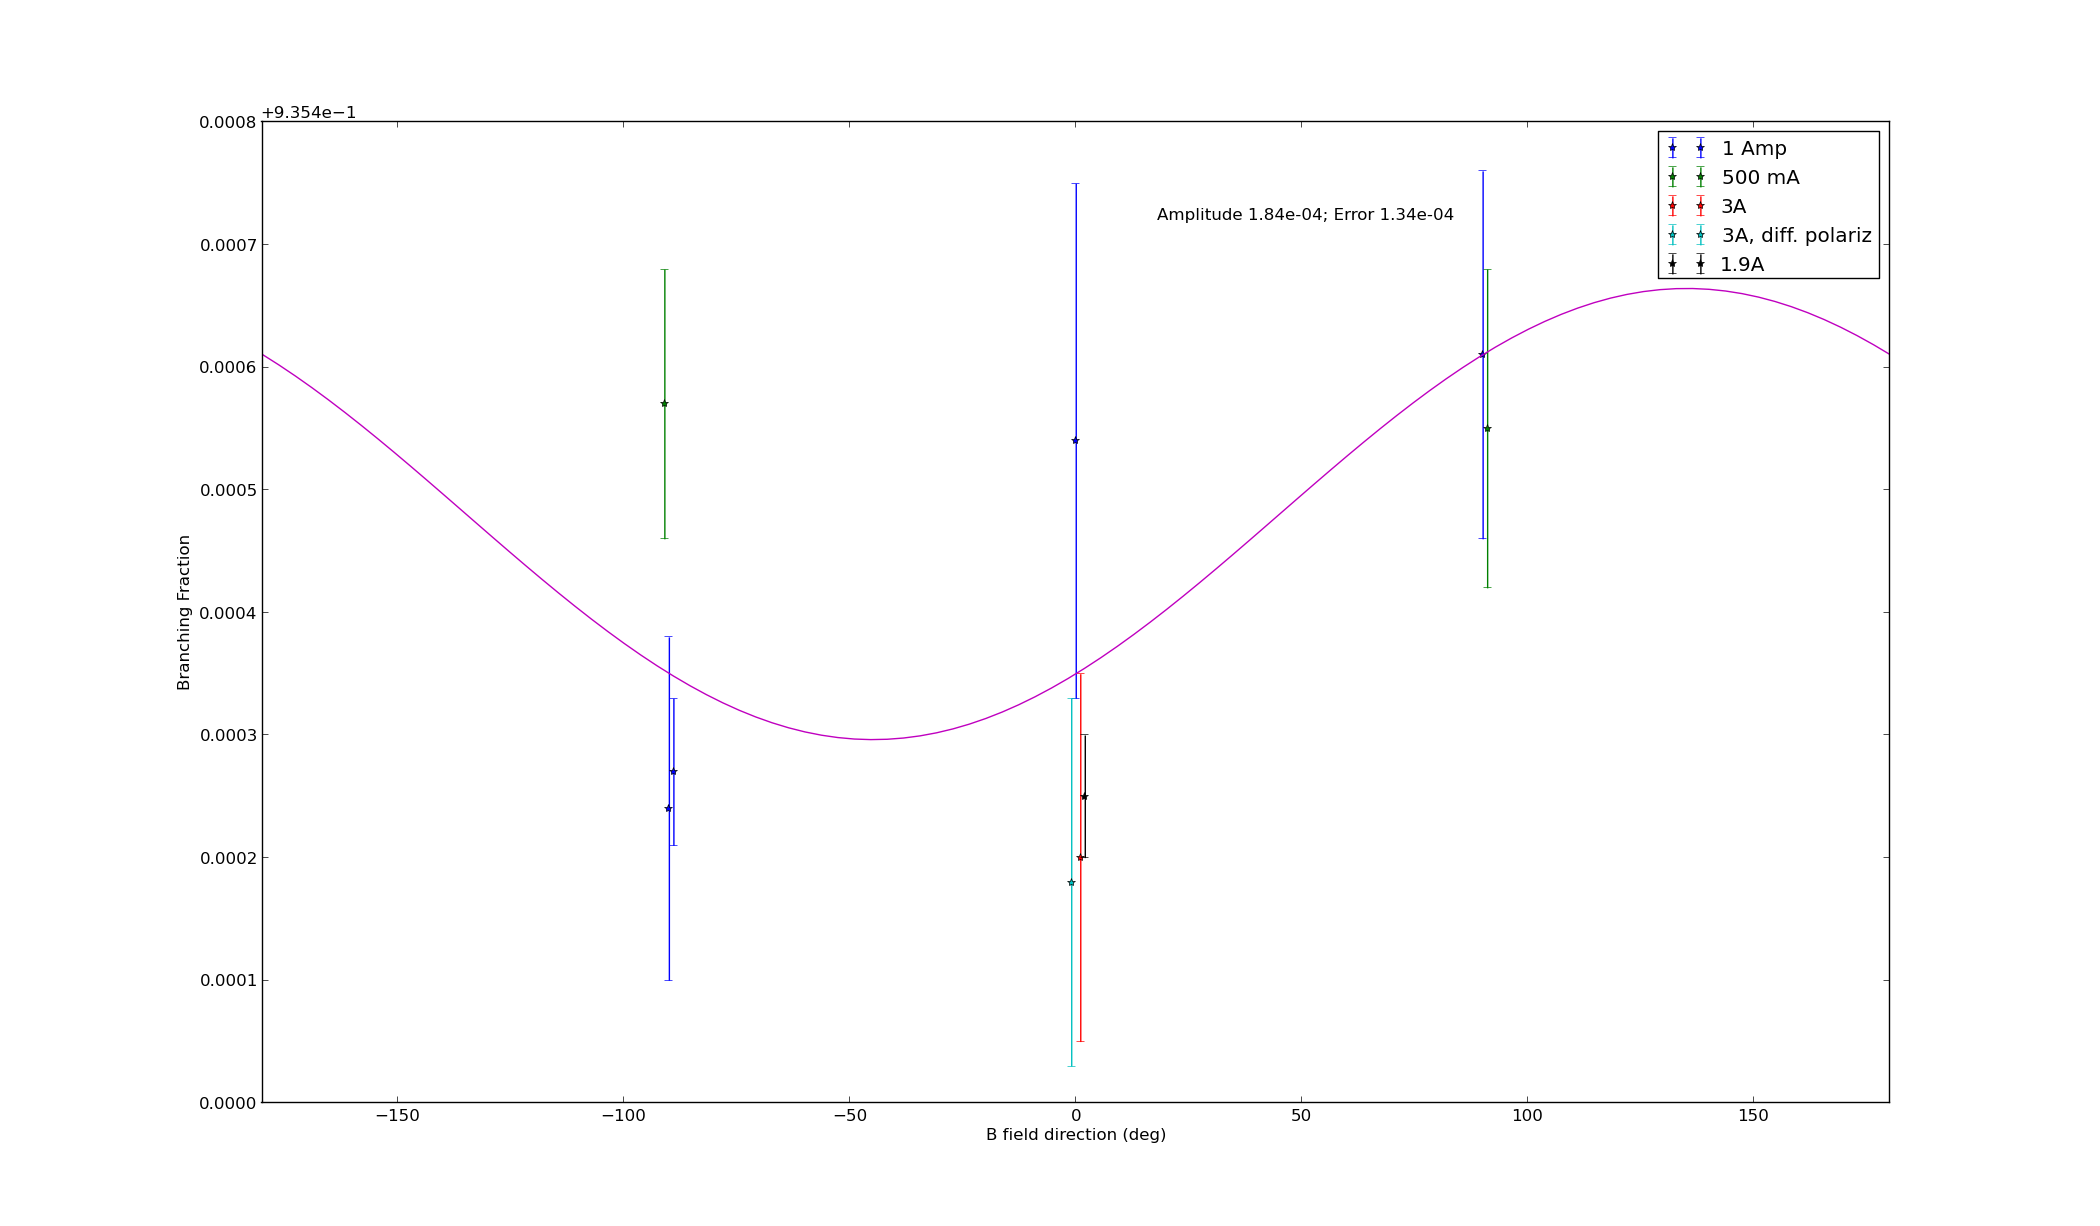 +9.354e−1
0.0008
0.0007
0.0006
0.0005
0.0004
0.0003
0.0002
0.0001
0.0000
Branching Fraction
Amplitude 1.84e-04; Error 1.34e-04
1 Amp
500 mA
3A
3A, diff. polariz
1.9A
−150 −100 −50 0 50 100 150
B field direction (deg)